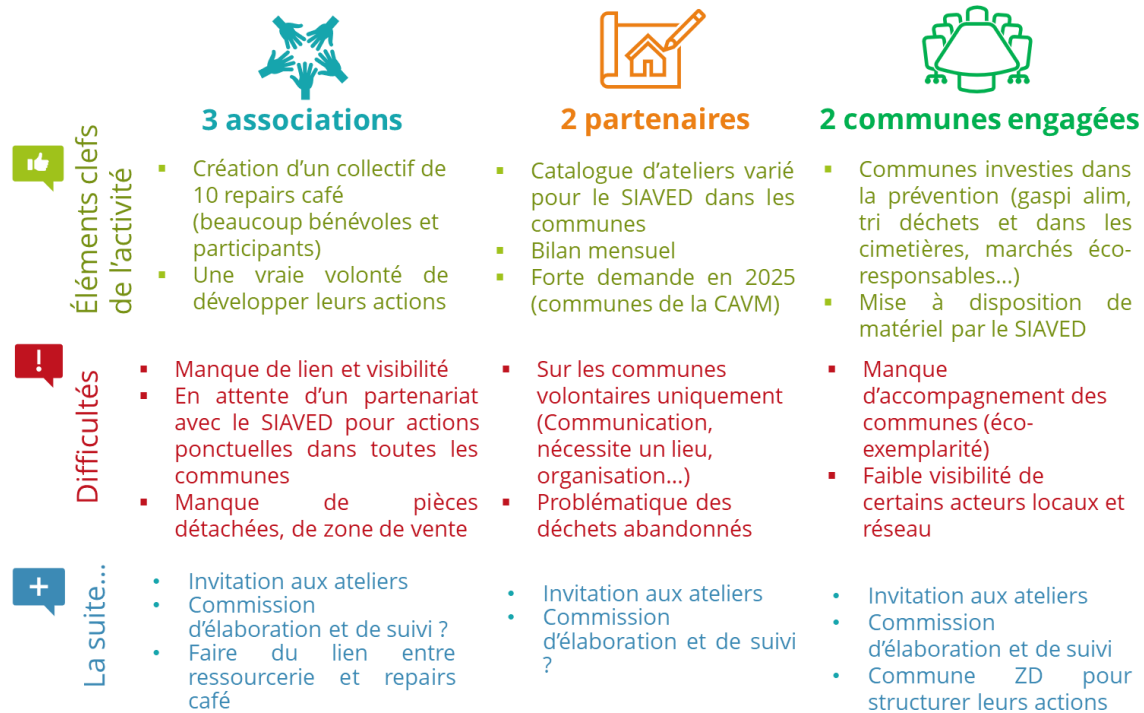 3 associations
2 partenaires
2 communes engagées
Éléments clefs
de l'activité
▪ Création d'un collectif de
10 repairs café
(beaucoup bénévoles et
participants)
▪ Une vraie volonté de
développer leurs actions
▪ Catalogue d'ateliers varié
pour le SIAVED dans les
communes
▪ Bilan mensuel
▪ Forte demande en 2025
(communes de la CAVM)
▪ Communes investies dans
la prévention (gaspi alim,
tri déchets et dans les
cimetières, marchés éco-
responsables...)
▪ Mise à disposition de
matériel par le SIAVED
Difficultés
▪ Manque de lien et visibilité
▪ En attente d'un partenariat
avec le SIAVED pour actions
ponctuelles dans toutes les
communes
▪ Manque de pièces
détachées, de zone de vente
▪ Sur les communes
volontaires uniquement
(Communication,
nécessite un lieu,
organisation...)
▪ Problématique des
déchets abandonnés
▪ Manque
d'accompagnement des
communes (éco-
exemplarité)
▪ Faible visibilité de
certains acteurs locaux et
réseau
La suite...
• Invitation aux ateliers
• Commission
d'élaboration et de suivi ?
• Faire du lien entre
ressourcerie et repairs
café
• Invitation aux ateliers
• Commission
d'élaboration et de suivi
?
• Invitation aux ateliers
• Commission
d'élaboration et de suivi
• Commune ZD pour
structurer leurs actions